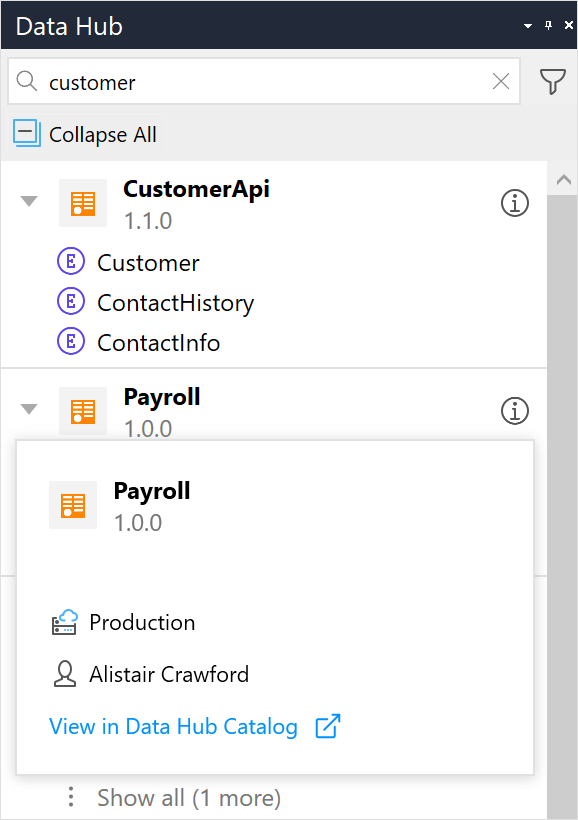 Data Hub
customer
Collapse All
CustomerApi
1.1.0
E Customer
E ContactHistory
E ContactInfo
Payroll
1.0.0
Payroll
1.0.0
Production
Alistair Crawford
View in Data Hub Catalog
Show all (1 more)